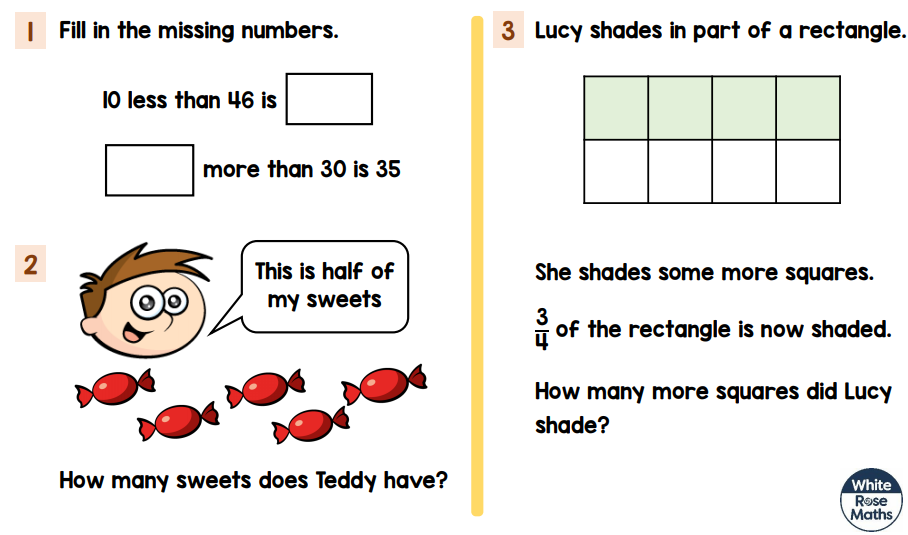 1 Fill in the missing numbers.
10 less than 46 is
more than 30 is 35
2
This is half of
my sweets
How many sweets does Teddy have?
3 Lucy shades in part of a rectangle.
She shades some more squares.
3/4 of the rectangle is now shaded.
How many more squares did Lucy
shade?
White
Rose
Maths